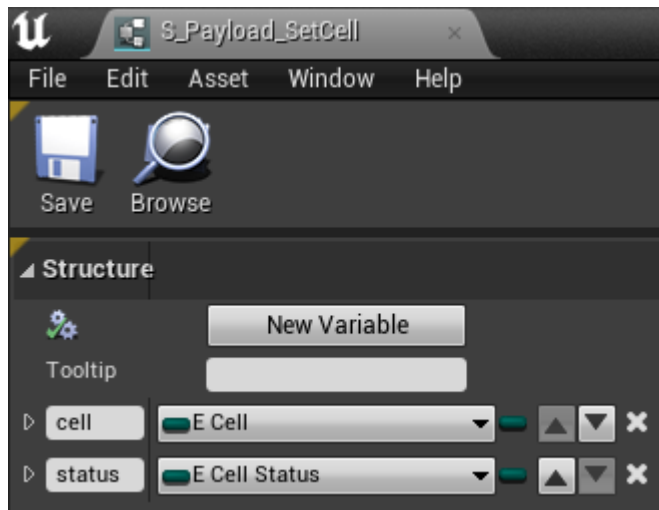 S_Payload_SetCell
File Edit Asset Window Help
Save Browse
Structure
New Variable
Tooltip
cell E Cell
status E Cell Status